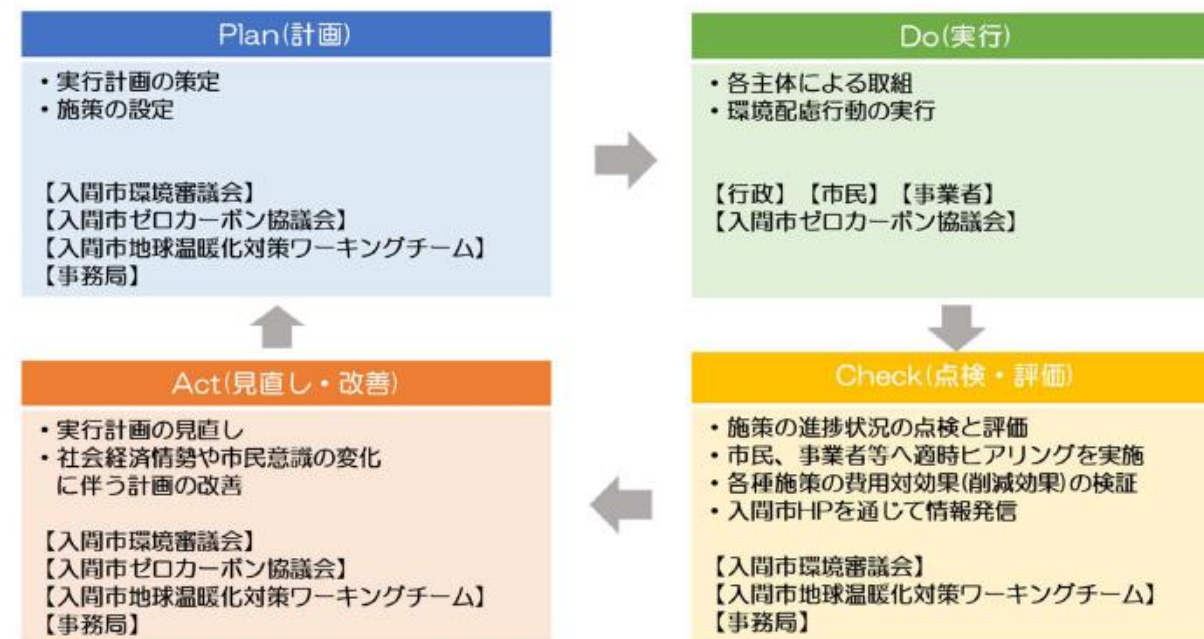 Plan(計画)
・実行計画の策定
・施策の設定
【入間市環境審議会】
【入間市ゼロカーボン協議会】
【入間市地球温暖化対策ワーキングチーム】
【事務局】
Do(実行)
・各主体による取組
・環境配慮行動の実行
【行政】【市民】【事業者】
【入間市ゼロカーボン協議会】
Check(点検・評価)
・施策の進捗状況の点検と評価
・市民、事業者等へ適時ヒアリングを実施
・各種施策の費用対効果(削減効果)の検証
・入間市HPを通じて情報発信
【入間市環境審議会】
【入間市地球温暖化対策ワーキングチーム】
【事務局】
Act(見直し・改善)
・実行計画の見直し
・社会経済情勢や市民意識の変化
に伴う計画の改善
【入間市環境審議会】
【入間市ゼロカーボン協議会】
【入間市地球温暖化対策ワーキングチーム】
【事務局】